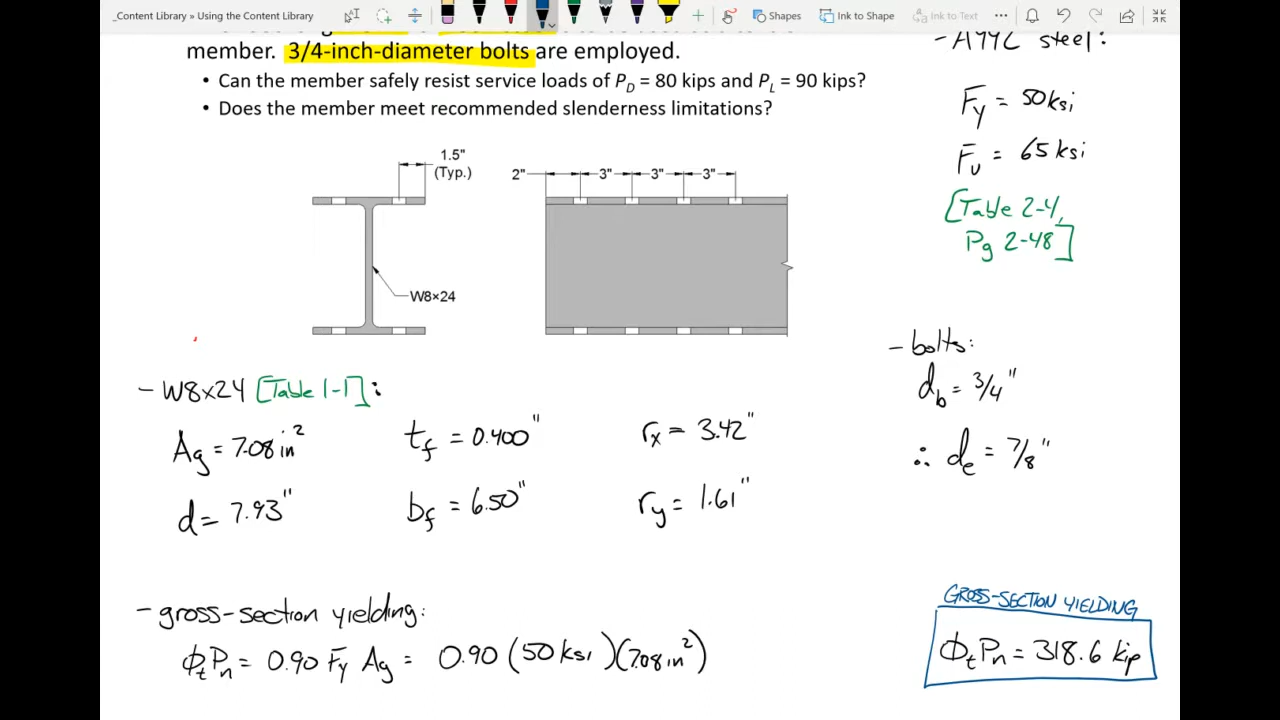 _Content Library » Using the Content Library
Shapes
Ink to Shape
Ink to Text
member. 3/4-inch-diameter bolts are employed.
• Can the member safely resist service loads of PD = 80 kips and PL = 90 kips?
• Does the member meet recommended slenderness limitations?
- A992 steel:
Fy = 50 ksi
Fu = 65 ksi
[Table 2-4,
Pg 2-48]
1.5"
(Typ.)
2" 3" 3" 3"
W8×24
- bolts:
db = 3/4"
∴ de = 7/8"
- W8x24 [Table 1-1]:
Ag = 7.08 in² tf = 0.400" rx = 3.42"
d = 7.93" bf = 6.50" ry = 1.61"
- gross-section yielding:
ϕtPn = 0.90 Fy Ag = 0.90 (50 ksi)(7.08 in²)
GROSS-SECTION YIELDING
ϕtPn = 318.6 kip